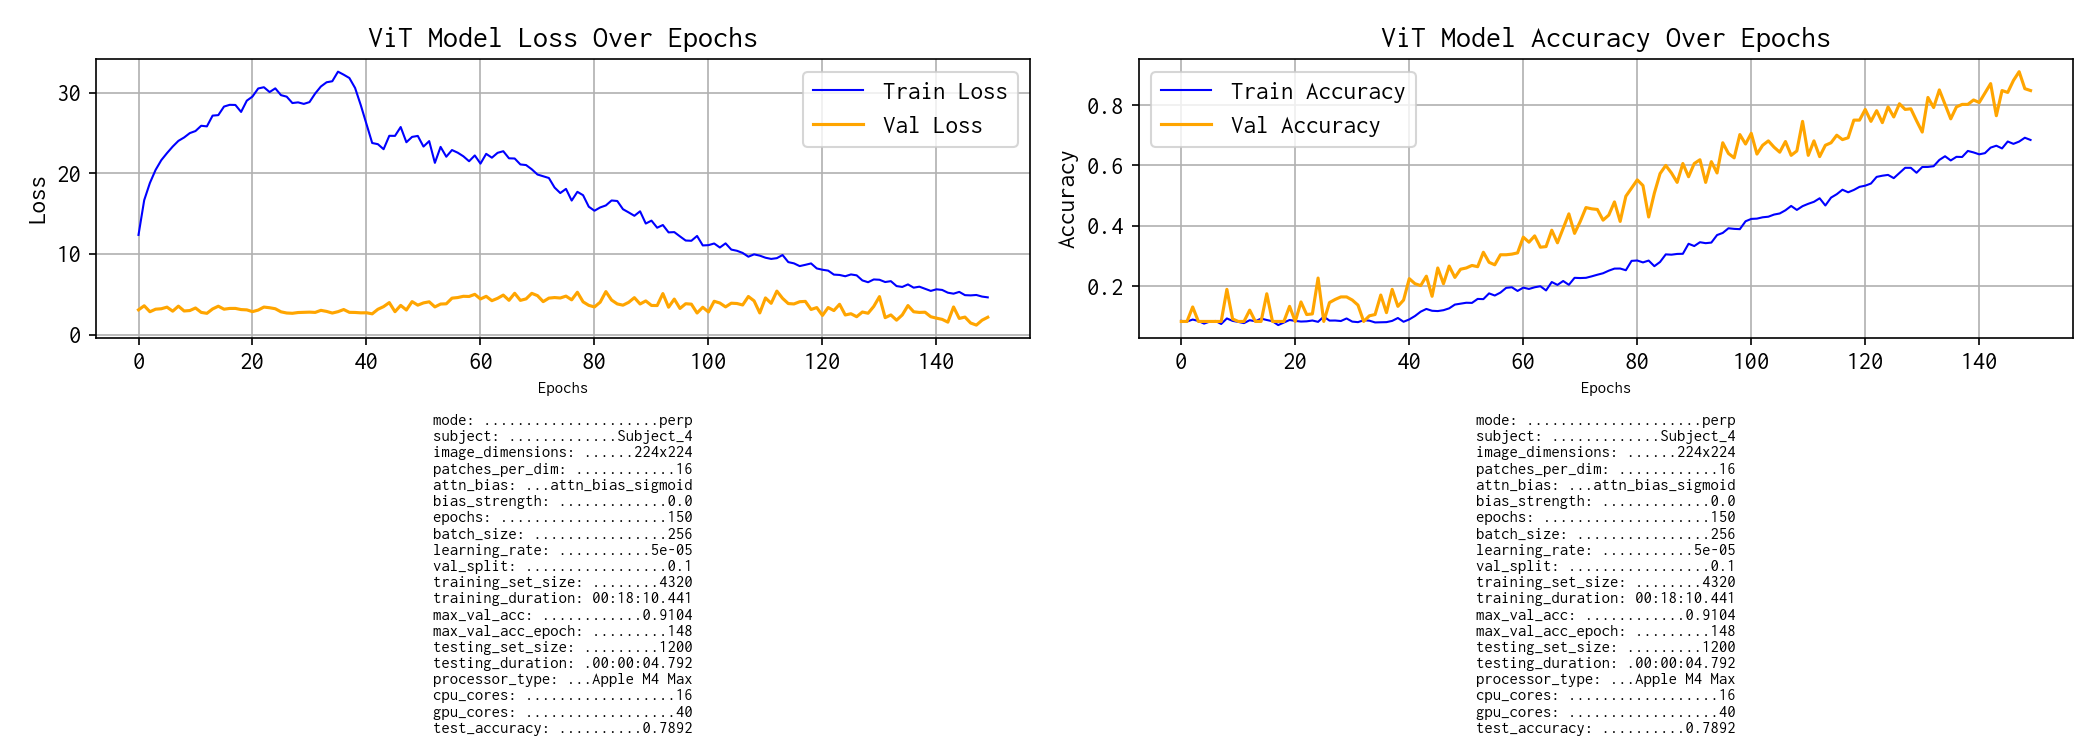 ViT Model Loss Over Epochs
Loss
30
20
10
0
Train Loss
Val Loss
0 20 40 60 80 100 120 140
Epochs
mode: .....................perp
subject: .............Subject_4
image_dimensions: ......224x224
patches_per_dim: ............16
attn_bias: ...attn_bias_sigmoid
bias_strength: .............0.0
epochs: ....................150
batch_size: ................256
learning_rate: ...........5e-05
val_split: .................0.1
training_set_size: ........4320
training_duration: 00:18:10.441
max_val_acc: ............0.9104
max_val_acc_epoch: .........148
testing_set_size: .........1200
testing_duration: .00:00:04.792
processor_type: ...Apple M4 Max
cpu_cores: ..................16
gpu_cores: ..................40
test_accuracy: ..........0.7892
ViT Model Accuracy Over Epochs
Accuracy
0.8
0.6
0.4
0.2
Train Accuracy
Val Accuracy
0 20 40 60 80 100 120 140
Epochs
mode: .....................perp
subject: .............Subject_4
image_dimensions: ......224x224
patches_per_dim: ............16
attn_bias: ...attn_bias_sigmoid
bias_strength: .............0.0
epochs: ....................150
batch_size: ................256
learning_rate: ...........5e-05
val_split: .................0.1
training_set_size: ........4320
training_duration: 00:18:10.441
max_val_acc: ............0.9104
max_val_acc_epoch: .........148
testing_set_size: .........1200
testing_duration: .00:00:04.792
processor_type: ...Apple M4 Max
cpu_cores: ..................16
gpu_cores: ..................40
test_accuracy: ..........0.7892